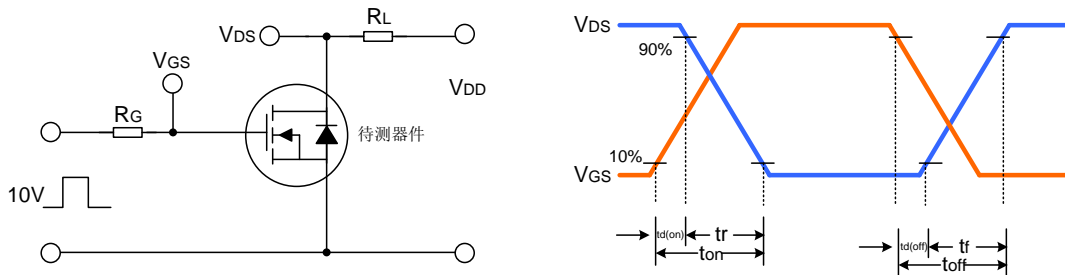 RL
VDS
VGS
VDD
RG
待测器件
10V
VDS
90%
10%
VGS
td(on)
tr
ton
td(off)
tf
toff